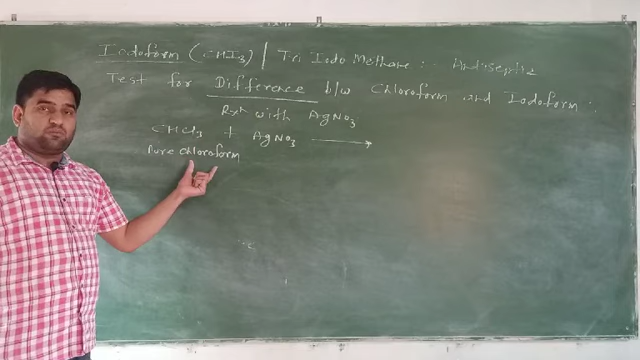 Iodoform (CHI3) | Tri Iodo Methane :- Antiseptic
Test for Difference b/w Chloroform and Iodoform :
Rxn with AgNO3
CHCl3 + AgNO3 →
Pure Chloroform